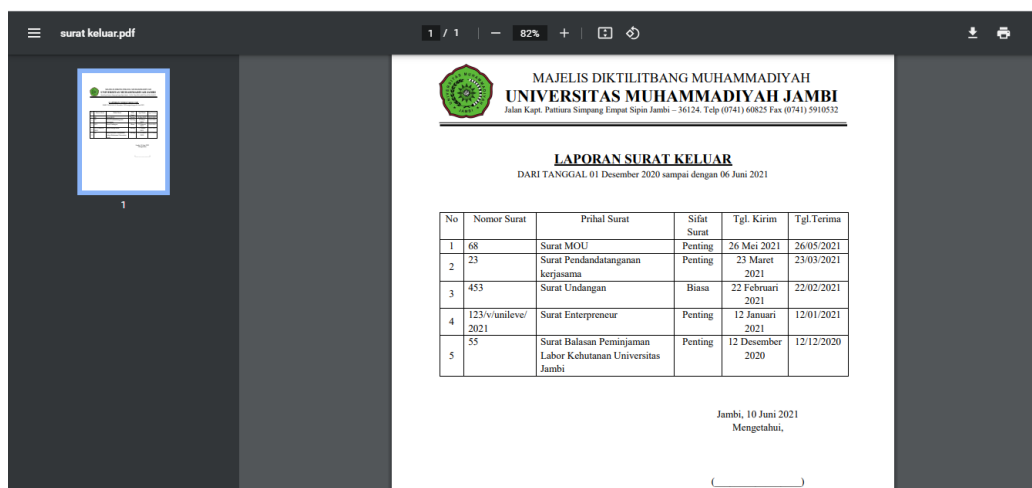 surat keluar.pdf
1 / 1
82%
1
MAJELIS DIKTILITBANG MUHAMMADIYAH
UNIVERSITAS MUHAMMADIYAH JAMBI
Jalan Kapt. Pattiura Simpang Empat Sipin Jambi – 36124. Telp (0741) 60825 Fax (0741) 5910532
LAPORAN SURAT KELUAR
DARI TANGGAL 01 Desember 2020 sampai dengan 06 Juni 2021
No Nomor Surat Prihal Surat Sifat Surat Tgl. Kirim Tgl.Terima
1 68 Surat MOU Penting 26 Mei 2021 26/05/2021
2 23 Surat Pendandatanganan kerjasama Penting 23 Maret 2021 23/03/2021
3 453 Surat Undangan Biasa 22 Februari 2021 22/02/2021
4 123/v/unileve/ 2021 Surat Enterpreneur Penting 12 Januari 2021 12/01/2021
5 55 Surat Balasan Peminjaman Labor Kehutanan Universitas Jambi Penting 12 Desember 2020 12/12/2020
Jambi, 10 Juni 2021
Mengetahui,
(________________)